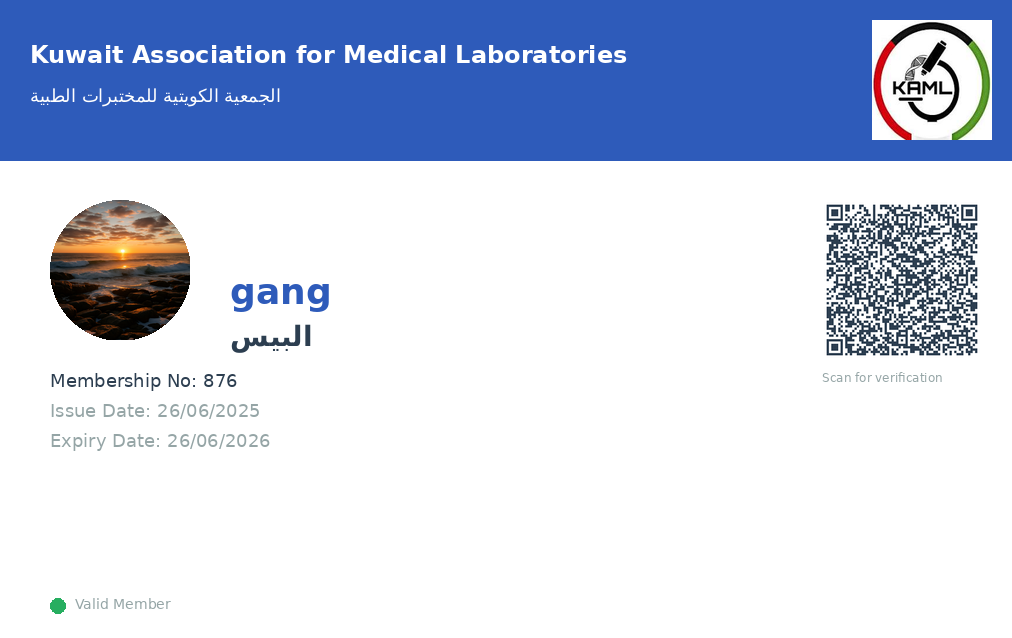 Kuwait Association for Medical Laboratories
الجمعية الكويتية للمختبرات الطبية
KAML
gang
البيس
Membership No: 876
Issue Date: 26/06/2025
Expiry Date: 26/06/2026
Scan for verification
Valid Member